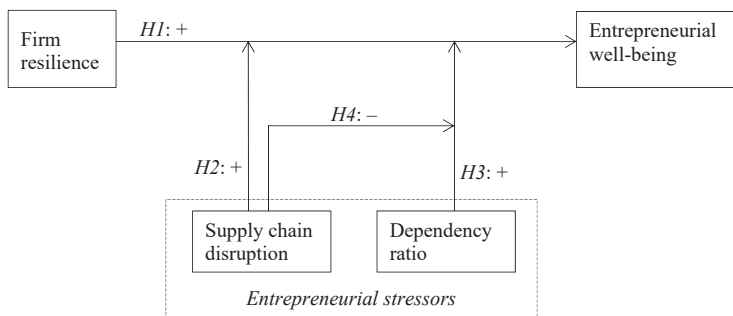 Firm
resilience
H1: +
Entrepreneurial
well-being
H4: –
H2: +
H3: +
Supply chain
disruption
Dependency
ratio
Entrepreneurial stressors